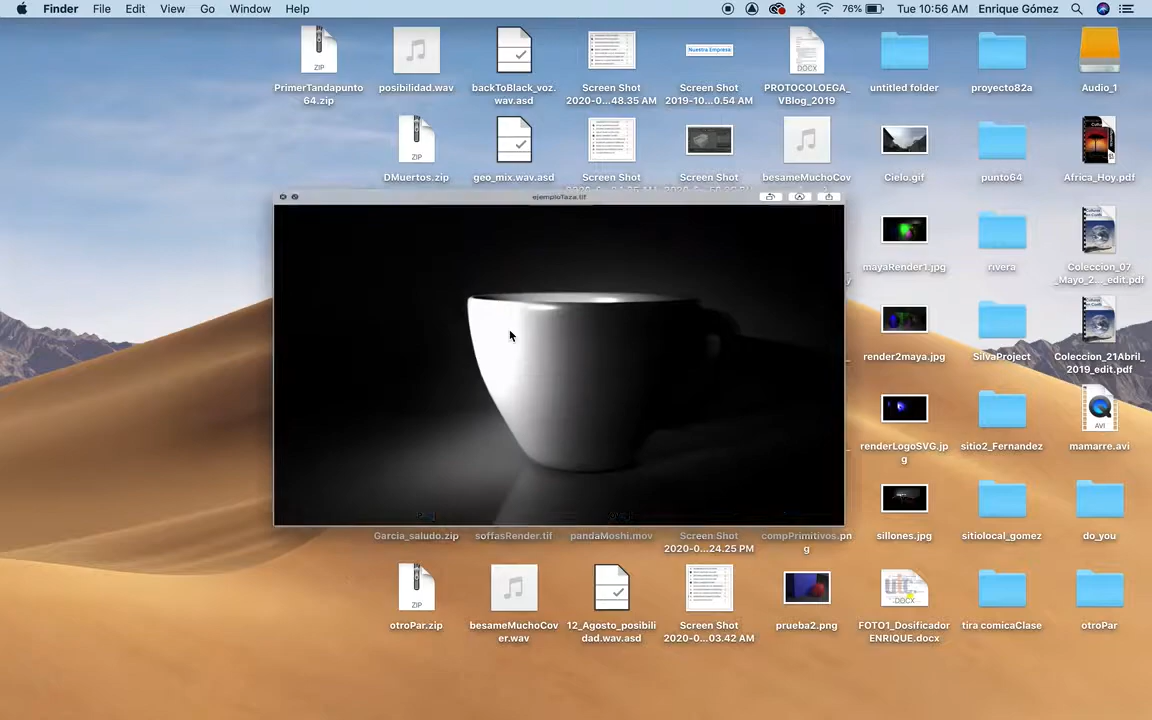 Finder File Edit View Go Window Help
76% Tue 10:56 AM Enrique Gómez
ZIP
DOCX
PrimerTandapunto
64.zip
posibilidad.wav
backToBlack_voz.
wav.asd
Screen Shot
2020-0...48.35 AM
Nuestra Empresa
Screen Shot
2019-10...0.54 AM
PROTOCOLOEGA_
VBlog_2019
untitled folder
proyecto82a
Audio_1
ZIP
DMuertos.zip
geo_mix.wav.asd
Screen Shot
Screen Shot
besameMuchoCov
Cielo.gif
punto64
Africa_Hoy.pdf
ejemploTaza.tif
mayaRender1.jpg
rivera
Coleccion_07
_Mayo_2..._edit.pdf
render2maya.jpg
SilvaProject
Coleccion_21Abril_
2019_edit.pdf
AVI
renderLogoSVG.jp
g
sitio2_Fernandez
mamarre.avi
Garcia_saludo.zip
soffasRender.tif
pandaMoshi.mov
Screen Shot
2020-0...24.25 PM
compPrimitivos.pn
g
sillones.jpg
sitiolocal_gomez
do_you
ZIP
DOCX
otroPar.zip
besameMuchoCov
er.wav
12_Agosto_posibili
dad.wav.asd
Screen Shot
2020-0...03.42 AM
prueba2.png
FOTO1_Dosificador
ENRIQUE.docx
tira comicaClase
otroPar